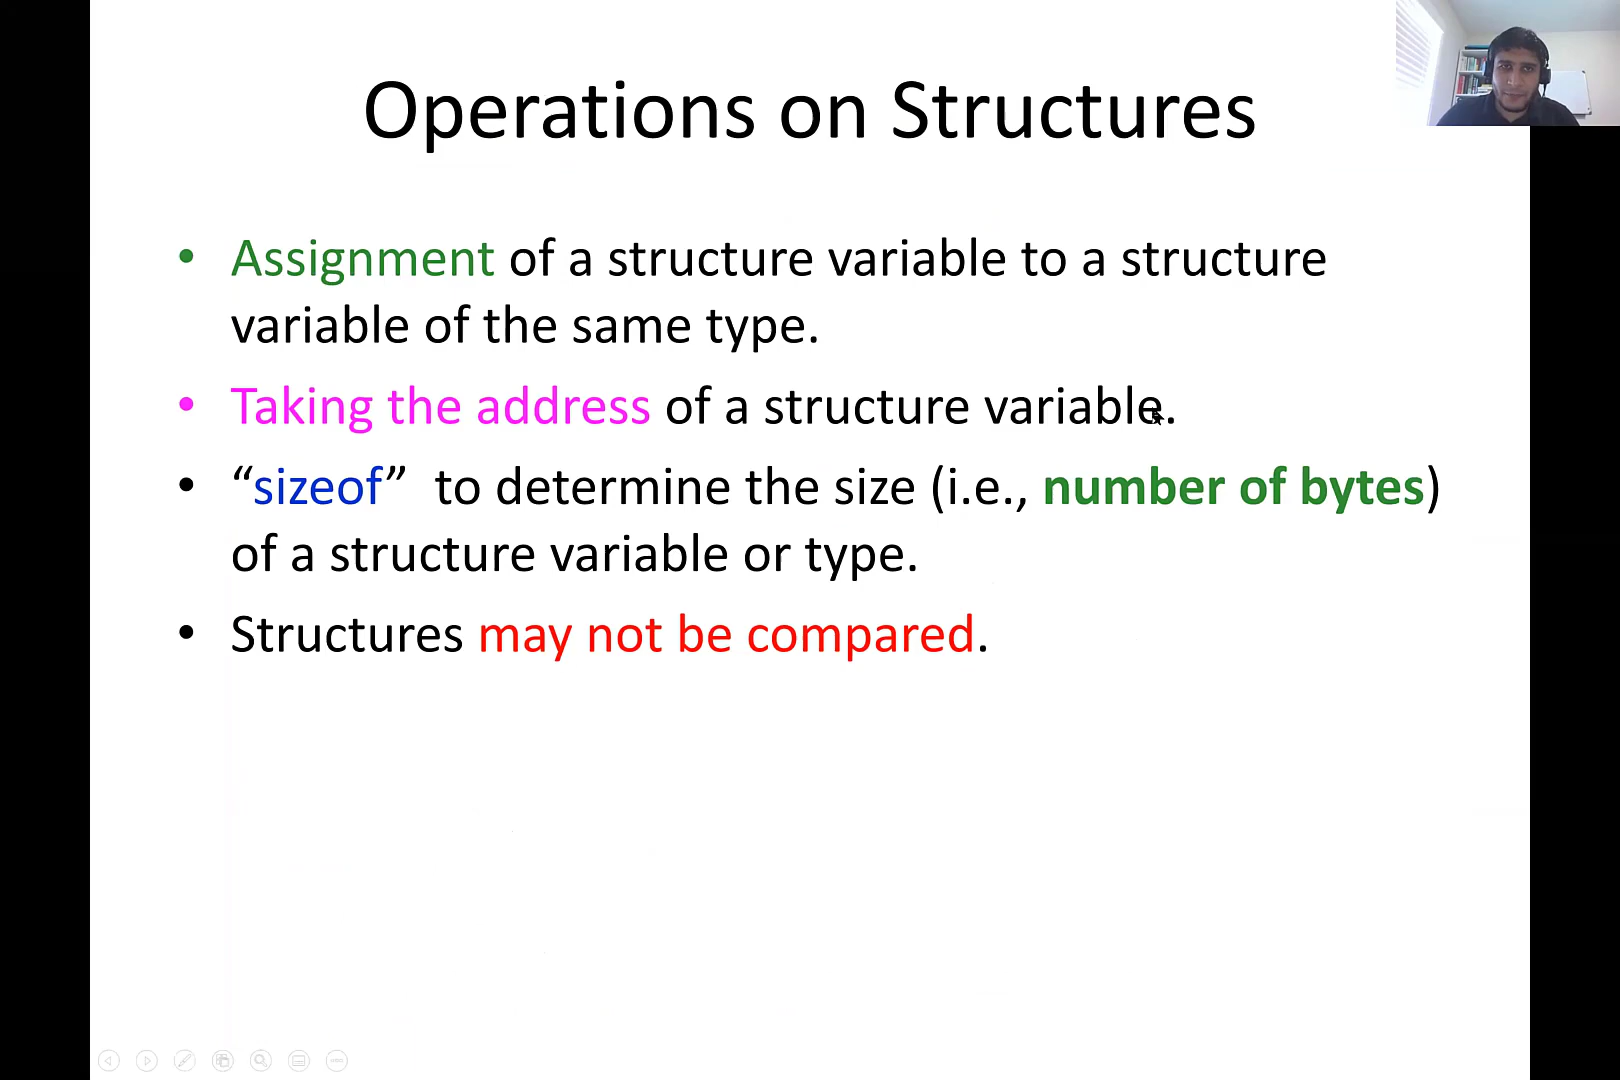 Operations on Structures
• Assignment of a structure variable to a structure
variable of the same type.
• Taking the address of a structure variable.
• “sizeof” to determine the size (i.e., number of bytes)
of a structure variable or type.
• Structures may not be compared.